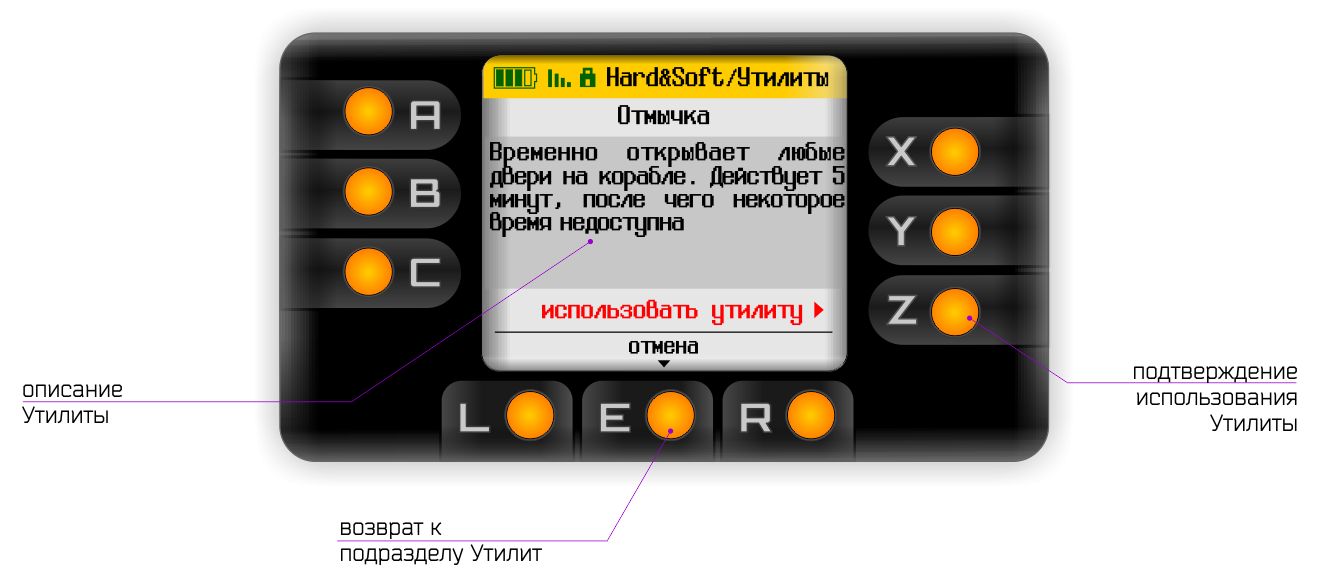 Hard&Soft/Утилиты
Отмычка
A
B
C
Временно открывает любые
двери на корабле. Действует 5
минут, после чего некоторое
время недоступна
X
Y
Z
использовать утилиту
отмена
L
E
R
описание
Утилиты
подтверждение
использования
Утилиты
возврат к
подразделу Утилит